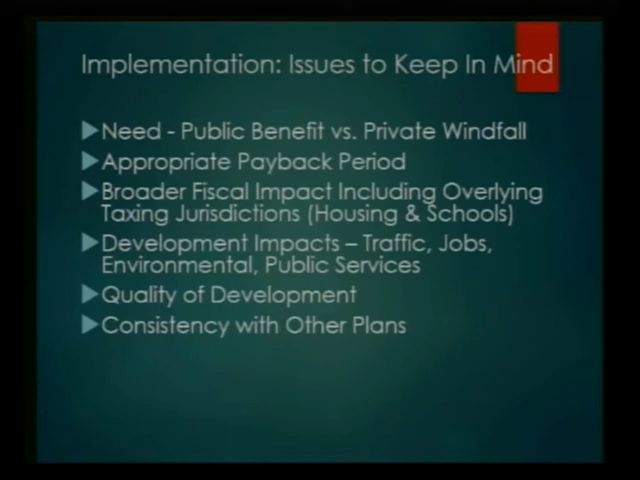 Implementation: Issues to Keep In Mind
Need - Public Benefit vs. Private Windfall
Appropriate Payback Period
Broader Fiscal Impact Including Overlying
Taxing Jurisdictions (Housing & Schools)
Development Impacts – Traffic, Jobs,
Environmental, Public Services
Quality of Development
Consistency with Other Plans